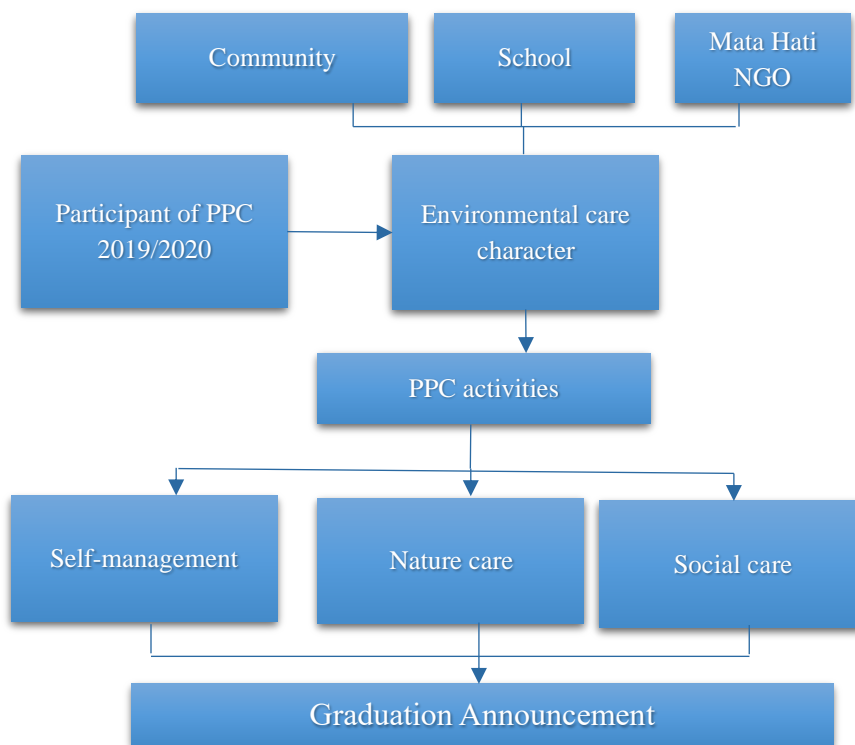 Community
School
Mata Hati
NGO
Participant of PPC
2019/2020
Environmental care
character
PPC activities
Self-management
Nature care
Social care
Graduation Announcement